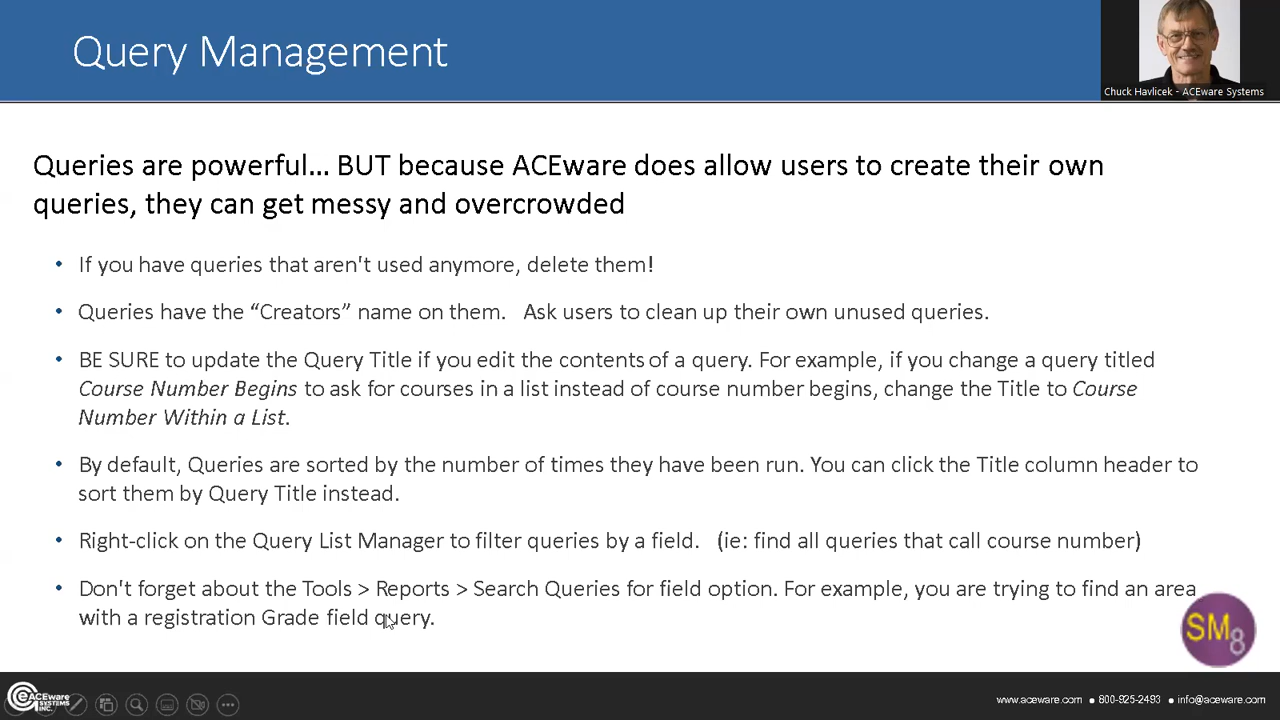 Query Management
Chuck Havlicek - ACEware Systems
Queries are powerful... BUT because ACEware does allow users to create their own
queries, they can get messy and overcrowded
• If you have queries that aren't used anymore, delete them!
• Queries have the “Creators” name on them. Ask users to clean up their own unused queries.
• BE SURE to update the Query Title if you edit the contents of a query. For example, if you change a query titled
Course Number Begins to ask for courses in a list instead of course number begins, change the Title to Course
Number Within a List.
• By default, Queries are sorted by the number of times they have been run. You can click the Title column header to
sort them by Query Title instead.
• Right-click on the Query List Manager to filter queries by a field. (ie: find all queries that call course number)
• Don't forget about the Tools > Reports > Search Queries for field option. For example, you are trying to find an area
with a registration Grade field query.
SM8
ACEware
SYSTEMS
INC.
www.aceware.com ● 800-925-2493 ● info@aceware.com